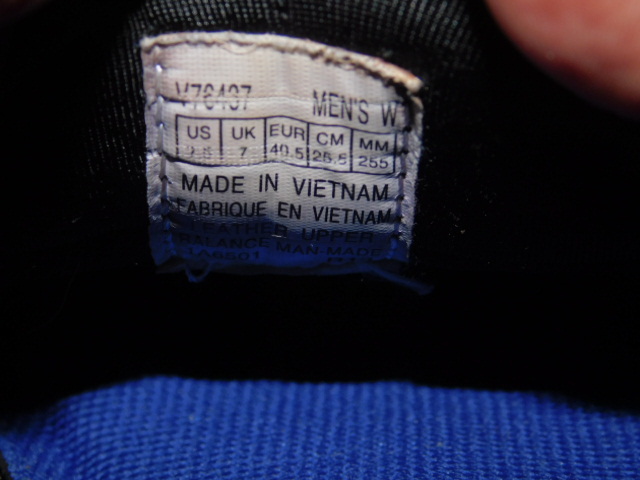 V76437 MEN'S W
US UK EUR CM MM
7 40.5 25.5 255
MADE IN VIETNAM
FABRIQUE EN VIETNAM
LEATHER UPPER
BALANCE MAN-MADE